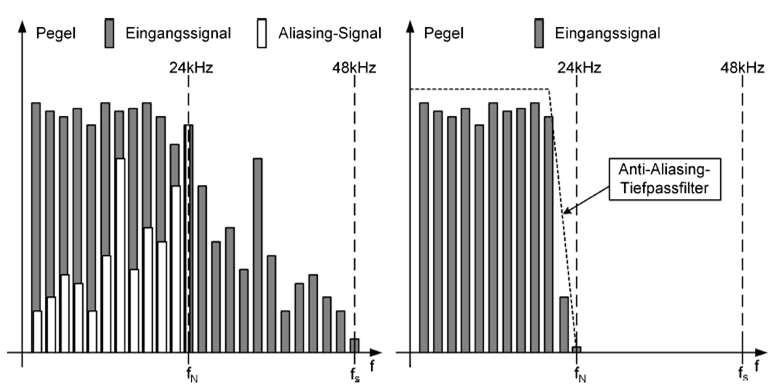 Pegel Eingangssignal Aliasing-Signal
24kHz 48kHz
f
fN fs
Pegel Eingangssignal
24kHz 48kHz
Anti-Aliasing-
Tiefpassfilter
f
fN fs